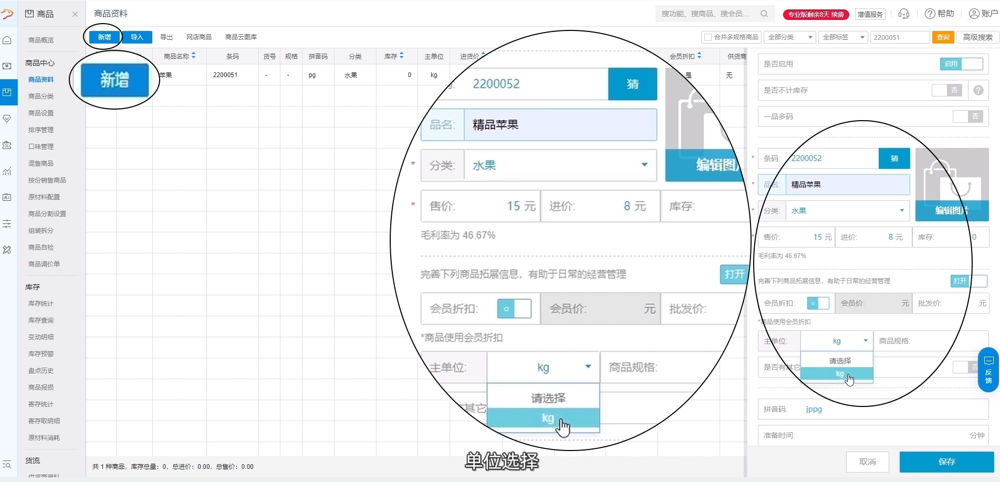 商品
商品资料
搜功能、搜商品、搜会员...
专业版剩余8天 续费
增值服务
帮助
账户
商品概览
新增
导入
导出
网店商品
商品云图库
合并多规格商品
全部分类
全部标签
2200051
查询
高级搜索
商品中心
商品资料
商品分类
商品设置
排序管理
口味管理
混售商品
按份销售商品
原材料配置
商品分割设置
组装拆分
商品自检
商品调价单
库存
库存统计
库存查询
变动明细
库存预警
盘点历史
商品报损
寄存统计
寄存取明细
原材料消耗
货流
供货商资料
新增
商品名称 条码 货号 规格 拼音码 分类 库存 主单位 进货价 会员折扣 供货商
苹果 2200051 - - pg 水果 0 kg 是 无
2200052 猜
品名: 精品苹果
* 分类: 水果
编辑图片
* 售价: 15 元 进价: 8 元 库存:
毛利率为 46.67%
完善下列商品拓展信息，有助于日常的经营管理 打开
会员折扣: 会员价: 元 批发价:
*商品使用会员折扣
主单位: kg 商品规格:
请选择
其它
kg
是否启用 启用
是否不计库存 否 ?
一品多码 否
* 条码: 2200052 猜
* 品名: 精品苹果
* 分类: 水果
编辑图片
* 售价: 15 元 进价: 8 元 库存: 0
毛利率为 46.67%
完善下列商品拓展信息，有助于日常的经营管理 打开
会员折扣: 会员价: 元 批发价: 元
*商品使用会员折扣
主单位: kg 商品规格:
请选择
是否有其它 否
kg
反馈
拼音码: jppg
准备时间: 分钟
取消
保存
共 1 种商品，库存总量：0，总进价：0.00，总售价：0.00
单位选择